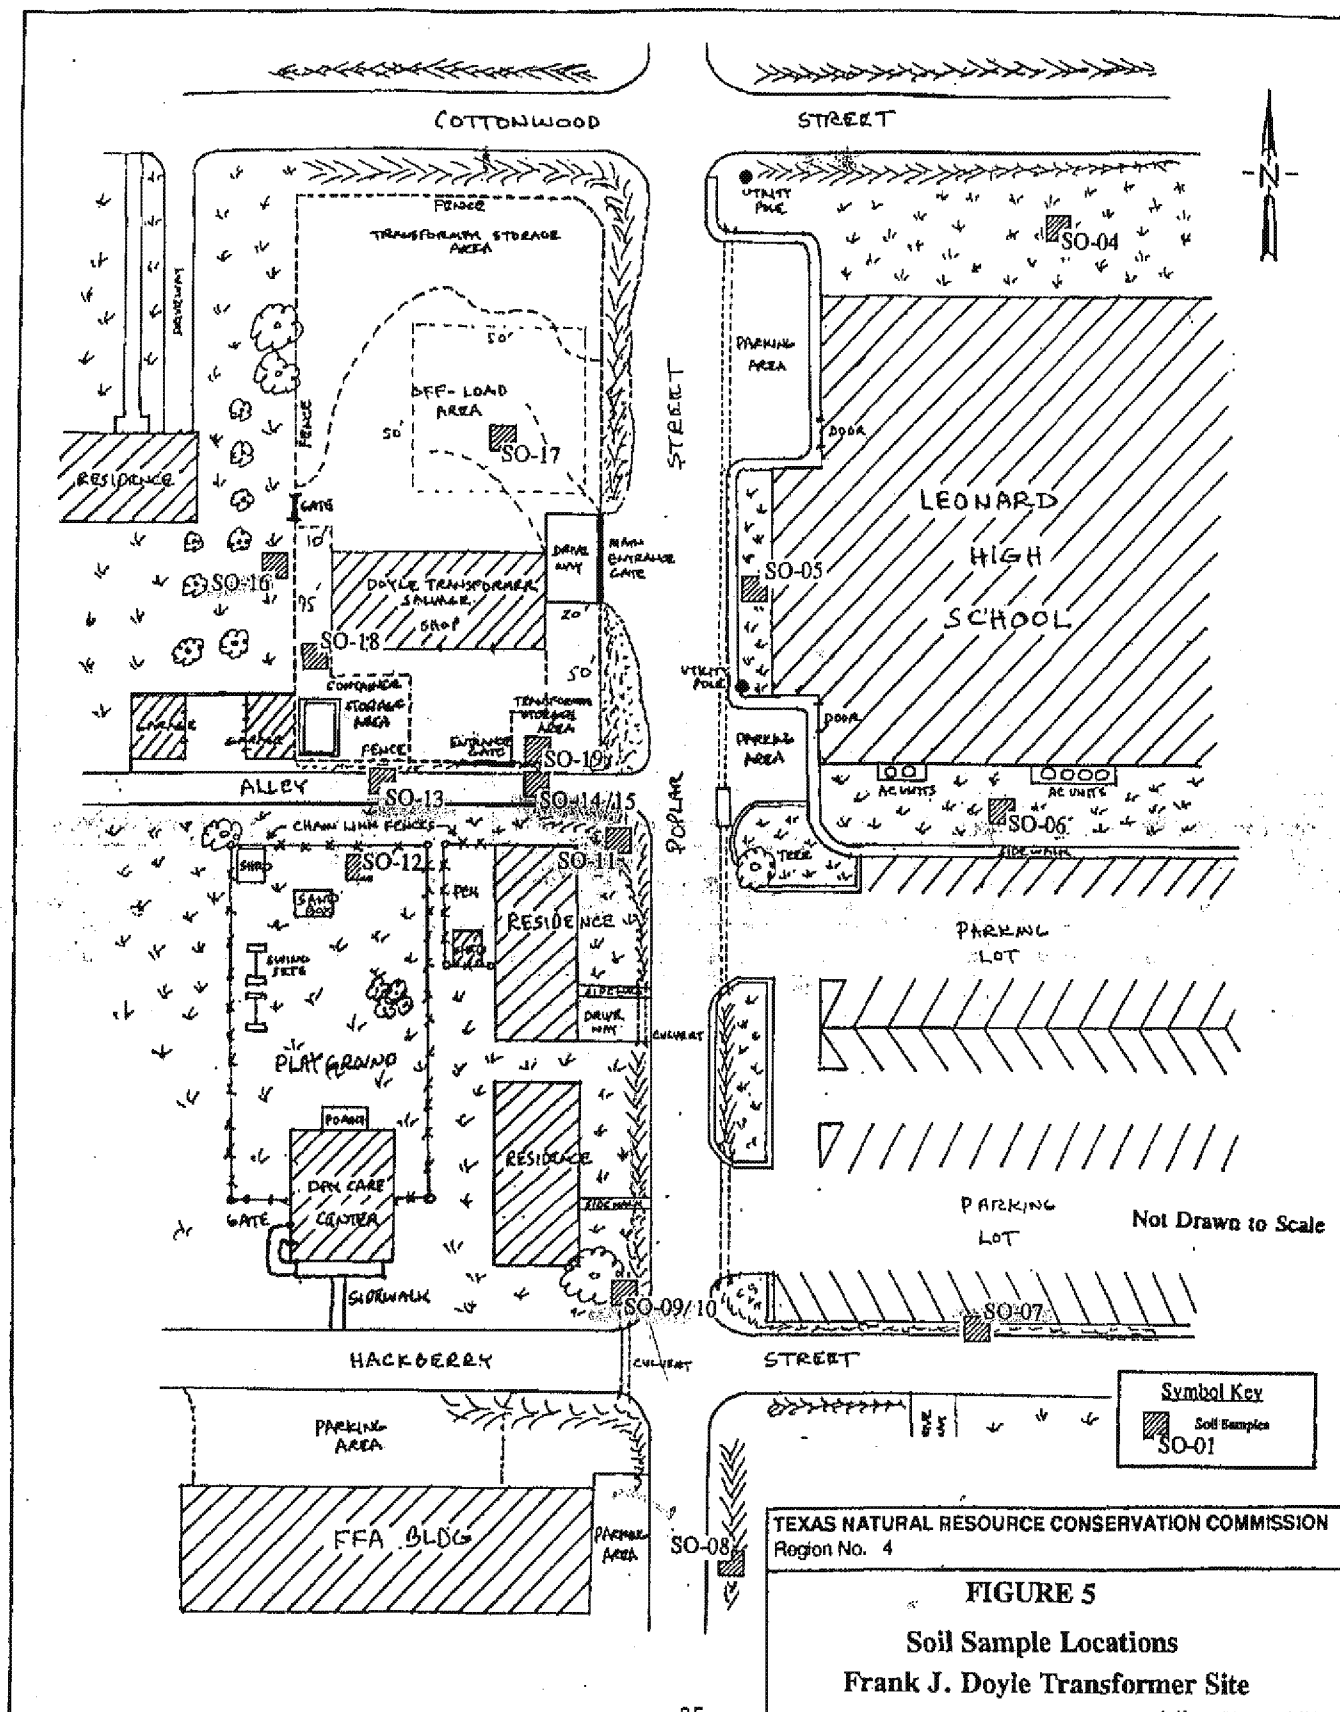 COTTONWOOD STREET
N
UTILITY
POLE
SO-04
FENCE
TRANSFORMER STORAGE
AREA
DRIVEWAY
50'
OFF-LOAD
AREA
50'
SO-17
FENCE
STREET
PARKING
AREA
DOOR
RESIDENCE
GATE
10'
DRIVE
WAY
MAIN
ENTRANCE
GATE
LEONARD
HIGH
SCHOOL
SO-16
75
DOYLE TRANSFORMER
SALVAGE
SHOP
20'
SO-05
SO-18
50'
UTILITY
POLE
CONTAINER
STORAGE
AREA
TRANSFORMER
STORAGE
AREA
GARAGE
GARAGE
FENCE
ENTRANCE
GATE
SO-19
DOOR
PARKING
AREA
ALLEY
SO-13
SO-14/15
POPLAR
AC UNITS
AC UNITS
SO-06
CHAIN LINK FENCES
SO-11
SIDEWALK
SHED
SO-12
TREE
SAND
BOX
PEN
RESIDENCE
SHED
PARKING
LOT
SWING
SETS
SIDEWALK
DRIVE
WAY
CULVERT
PLAYGROUND
PORCH
RESIDENCE
DAY CARE
CENTER
GATE
SIDEWALK
PARKING
LOT
Not Drawn to Scale
SIDEWALK
SO-09/10
SO-07
HACKBERRY STREET
CULVERT
PARKING
AREA
Symbol Key
Soil Samples
SO-01
FFA BLDG
PARKING
AREA
SO-08
TEXAS NATURAL RESOURCE CONSERVATION COMMISSION
Region No. 4
FIGURE 5
Soil Sample Locations
Frank J. Doyle Transformer Site